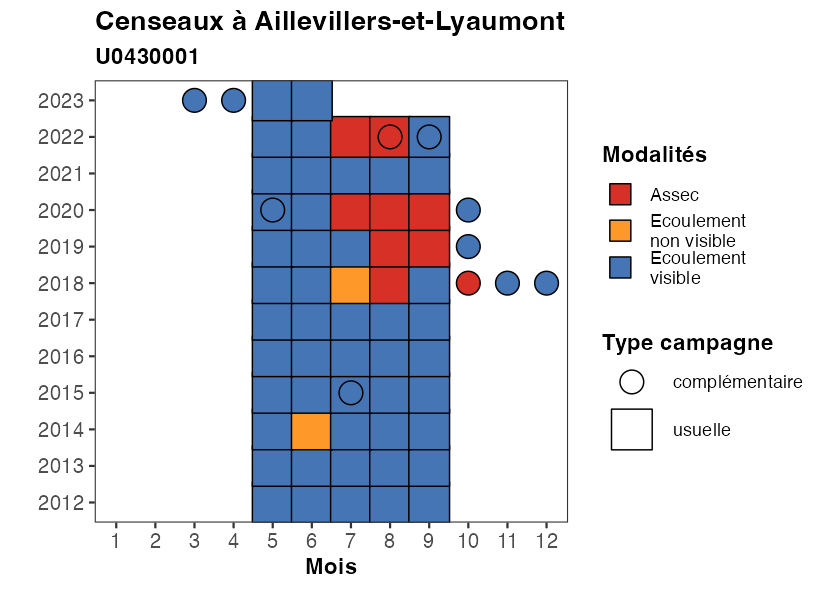 Censeaux à Aillevillers-et-Lyaumont
U0430001
2023
2022
2021
2020
2019
2018
2017
2016
2015
2014
2013
2012
1 2 3 4 5 6 7 8 9 10 11 12
Mois
Modalités
Assec
Ecoulement
non visible
Ecoulement
visible
Type campagne
complémentaire
usuelle